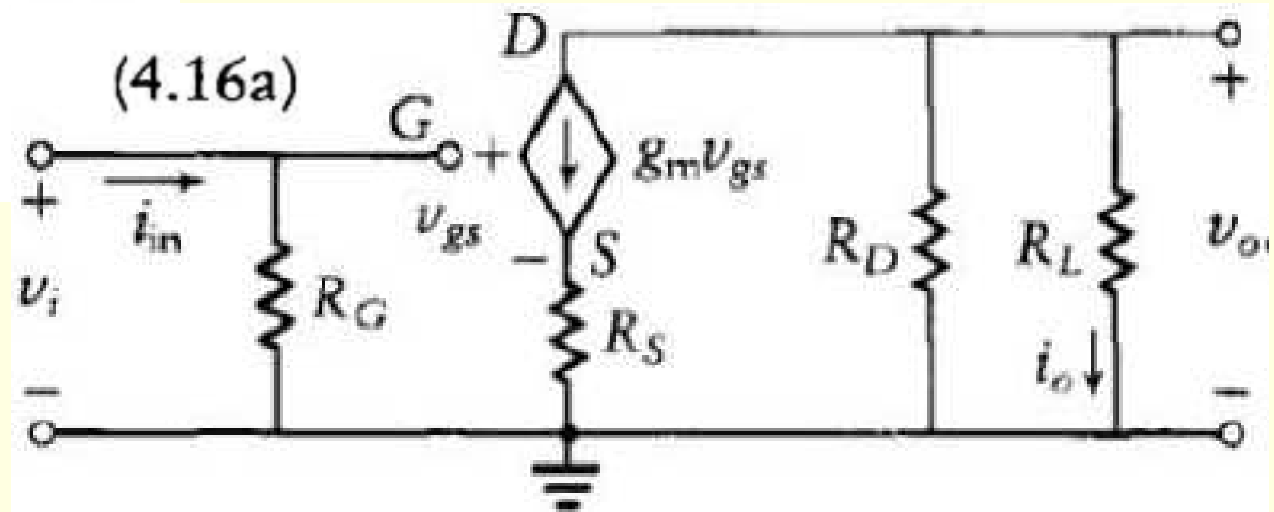 D
(4.16a)
G
+
g_m v_gs
+
i_in
v_gs
−
S
R_D
R_L
+
v_i
R_G
R_S
i_o
−
−